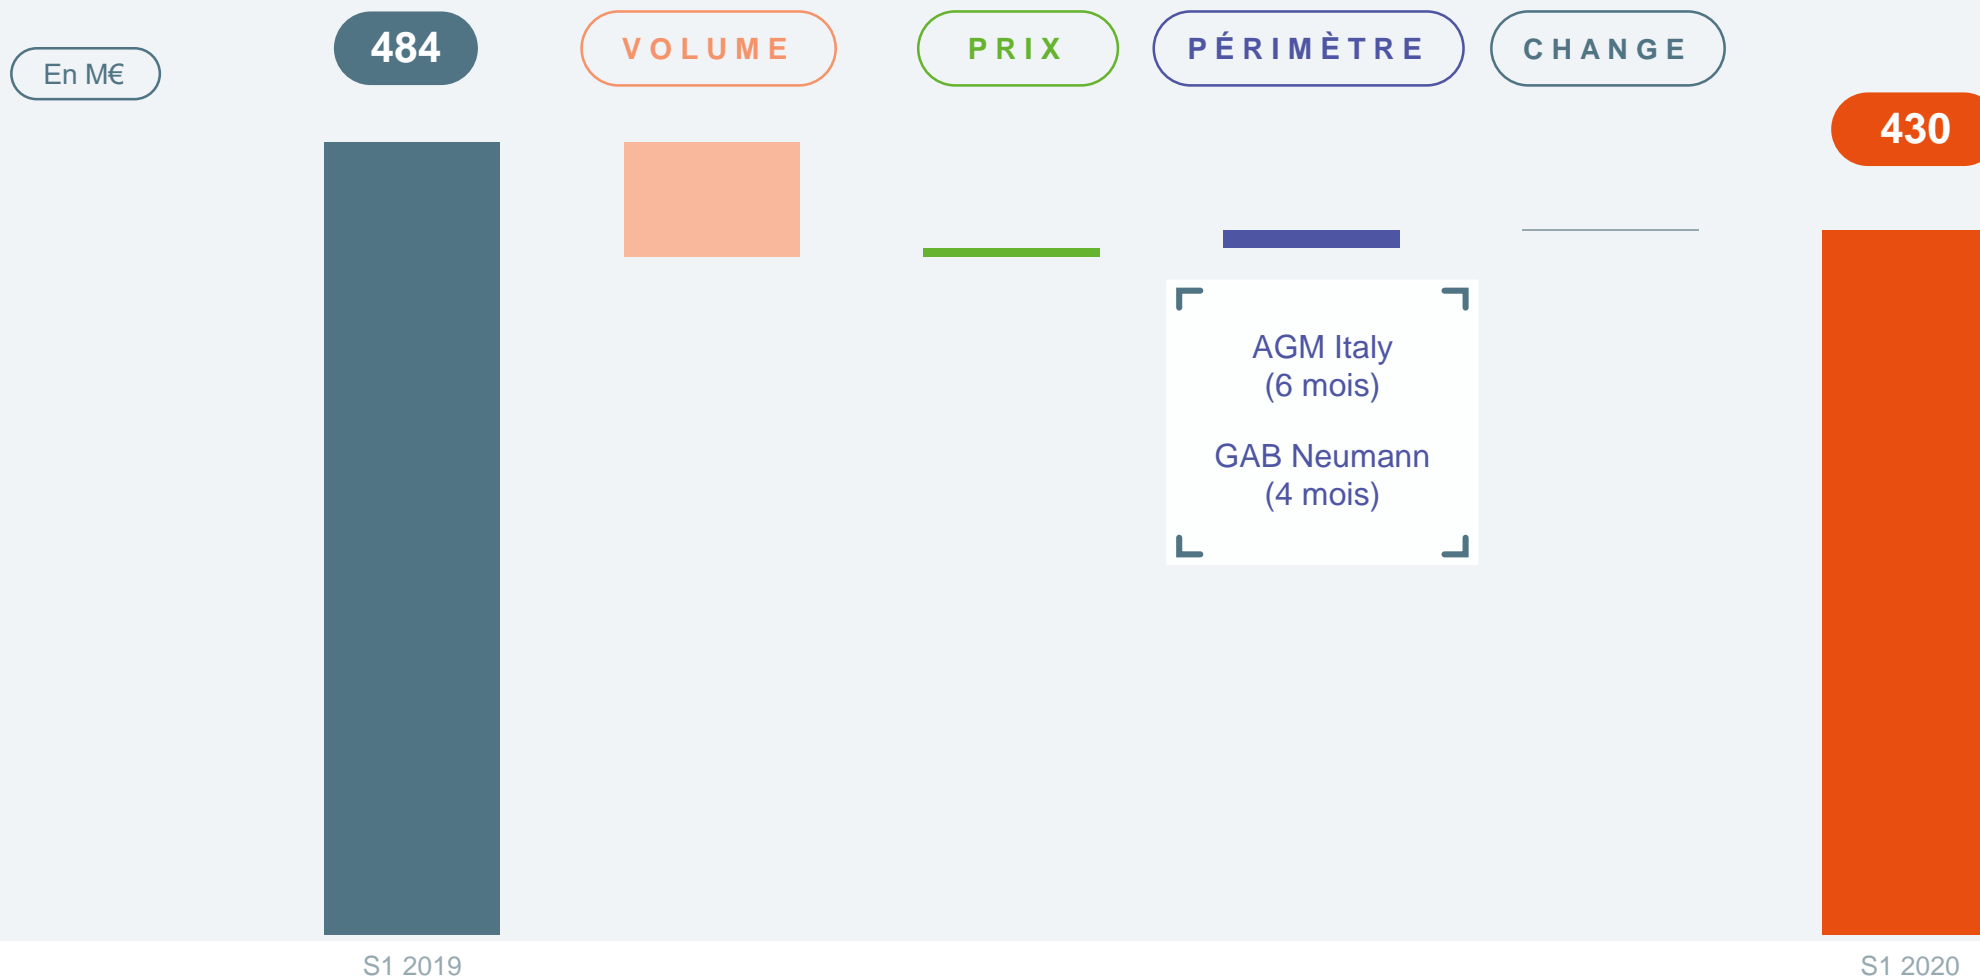 En M€
484
VOLUME
PRIX
PÉRIMÈTRE
CHANGE
430
AGM Italy
(6 mois)
GAB Neumann
(4 mois)
S1 2019
S1 2020